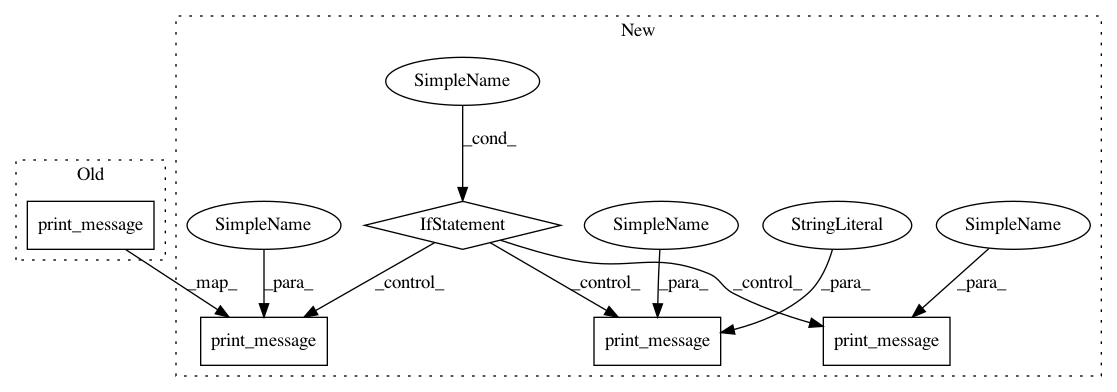 New
SimpleName
_cond_
Old
print_message
SimpleName
IfStatement
SimpleName
StringLiteral
SimpleName
_map_
_para_
_control_
_control_
_para_
_control_
_para_
_para_
print_message
print_message
print_message